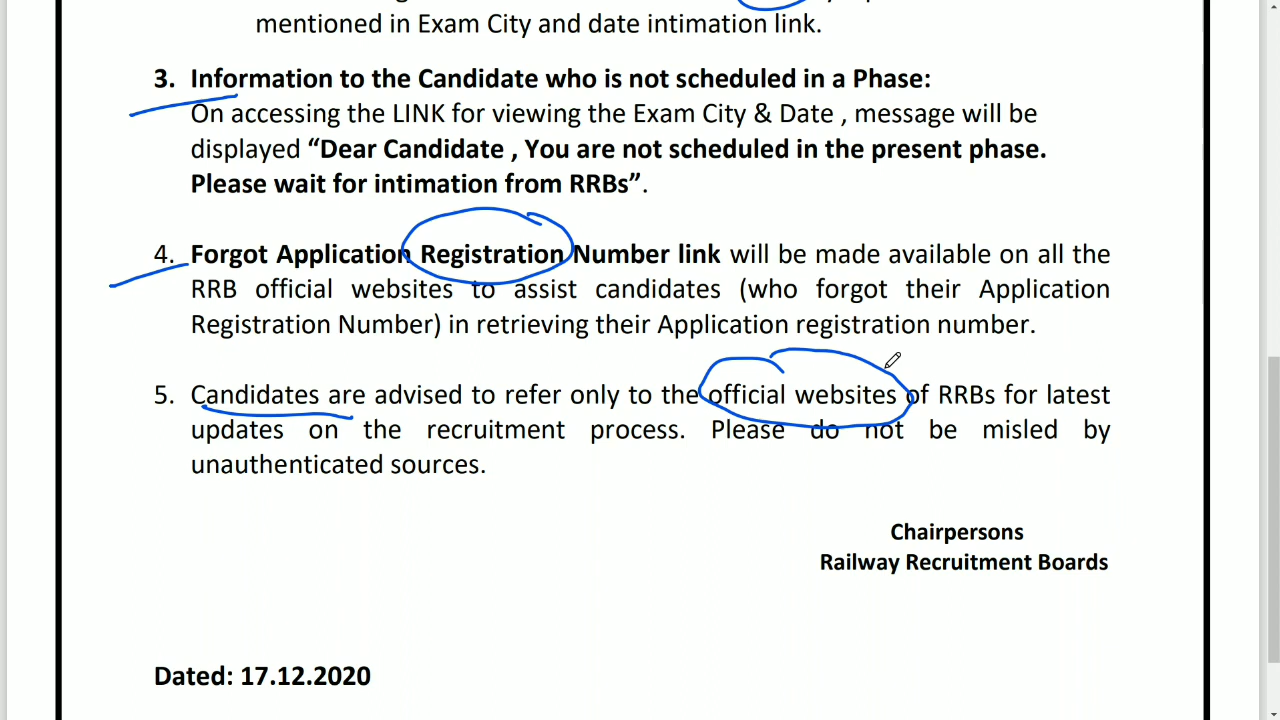 mentioned in Exam City and date intimation link.
3. Information to the Candidate who is not scheduled in a Phase:
On accessing the LINK for viewing the Exam City & Date , message will be
displayed “Dear Candidate , You are not scheduled in the present phase.
Please wait for intimation from RRBs”.
4. Forgot Application Registration Number link will be made available on all the
RRB official websites to assist candidates (who forgot their Application
Registration Number) in retrieving their Application registration number.
5. Candidates are advised to refer only to the official websites of RRBs for latest
updates on the recruitment process. Please do not be misled by
unauthenticated sources.
Chairpersons
Railway Recruitment Boards
Dated: 17.12.2020